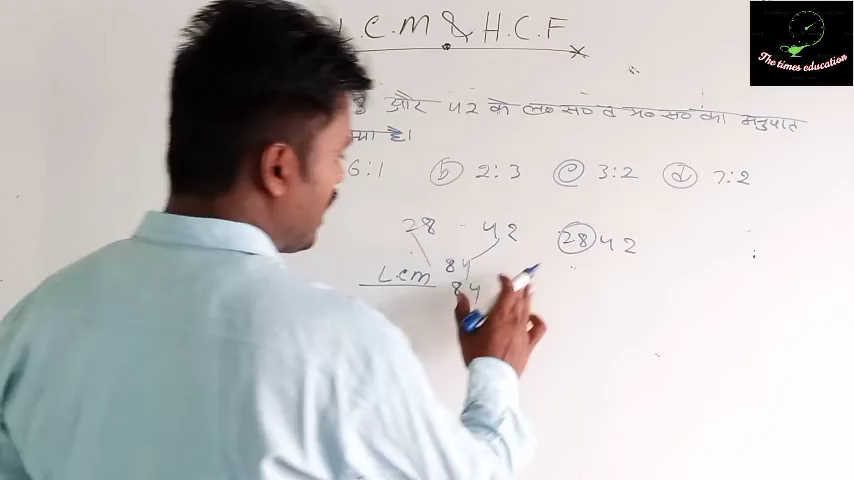 L.C.M & H.C.F
The times education
और 42 के ल० स० व म० स० का अनुपात
क्या है।
6:1 (b) 2:3 (c) 3:2 (d) 7:2
28 - 42 28 42
84
L.C.M 84